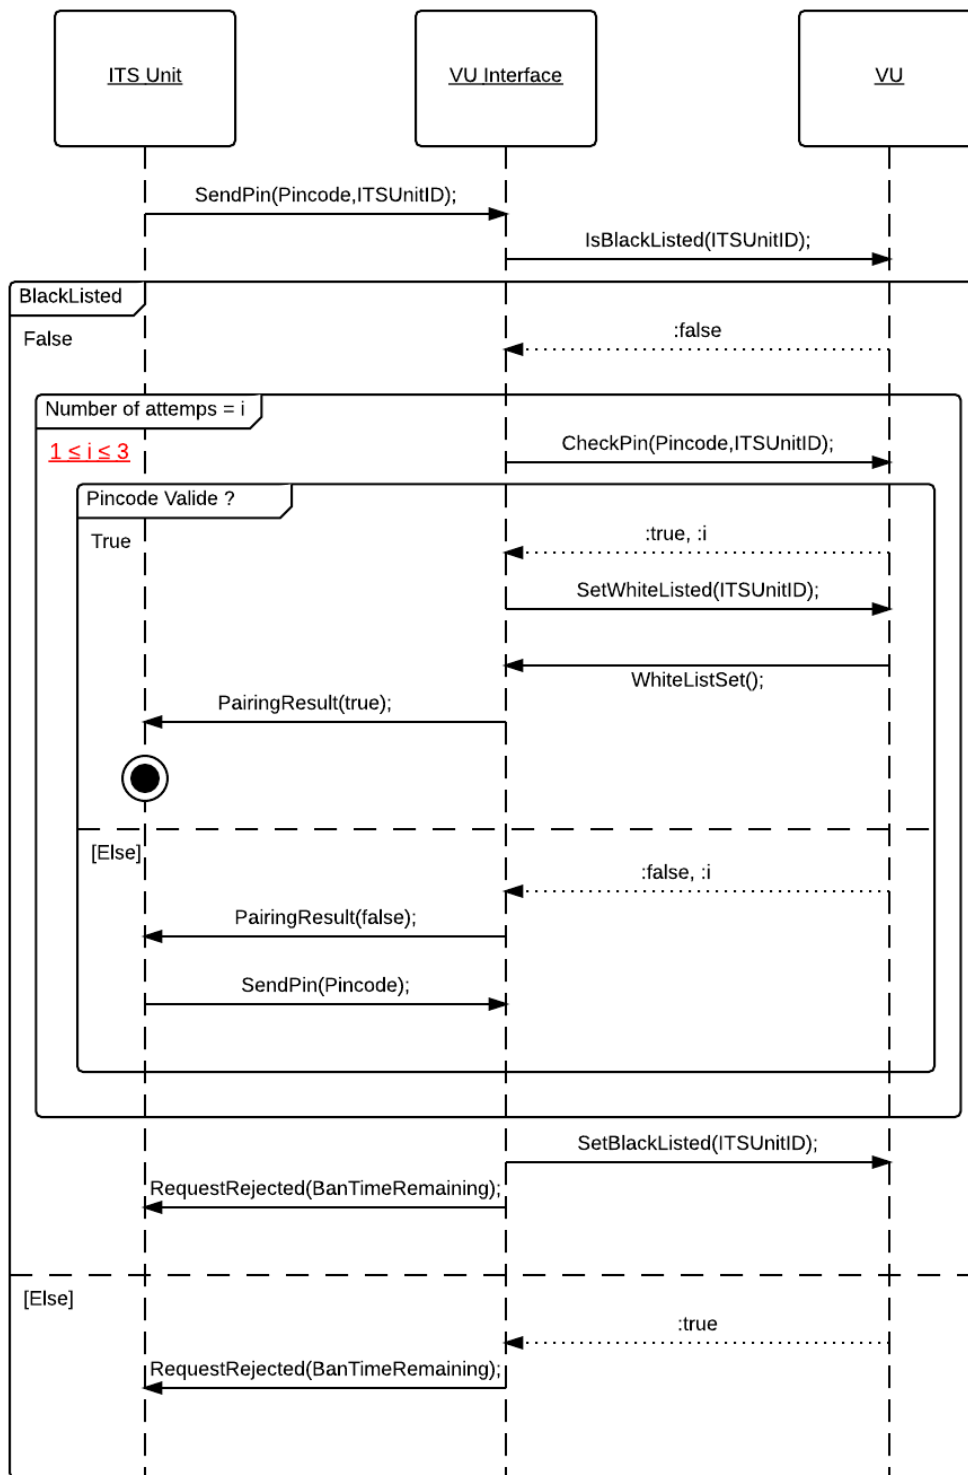 ITS Unit
VU Interface
VU
SendPin(Pincode,ITSUnitID);
IsBlackListed(ITSUnitID);
BlackListed
False
:false
Number of attemps = i
1 ≤ i ≤ 3
CheckPin(Pincode,ITSUnitID);
Pincode Valide ?
True
:true, :i
SetWhiteListed(ITSUnitID);
WhiteListSet();
PairingResult(true);
[Else]
:false, :i
PairingResult(false);
SendPin(Pincode);
SetBlackListed(ITSUnitID);
RequestRejected(BanTimeRemaining);
[Else]
:true
RequestRejected(BanTimeRemaining);